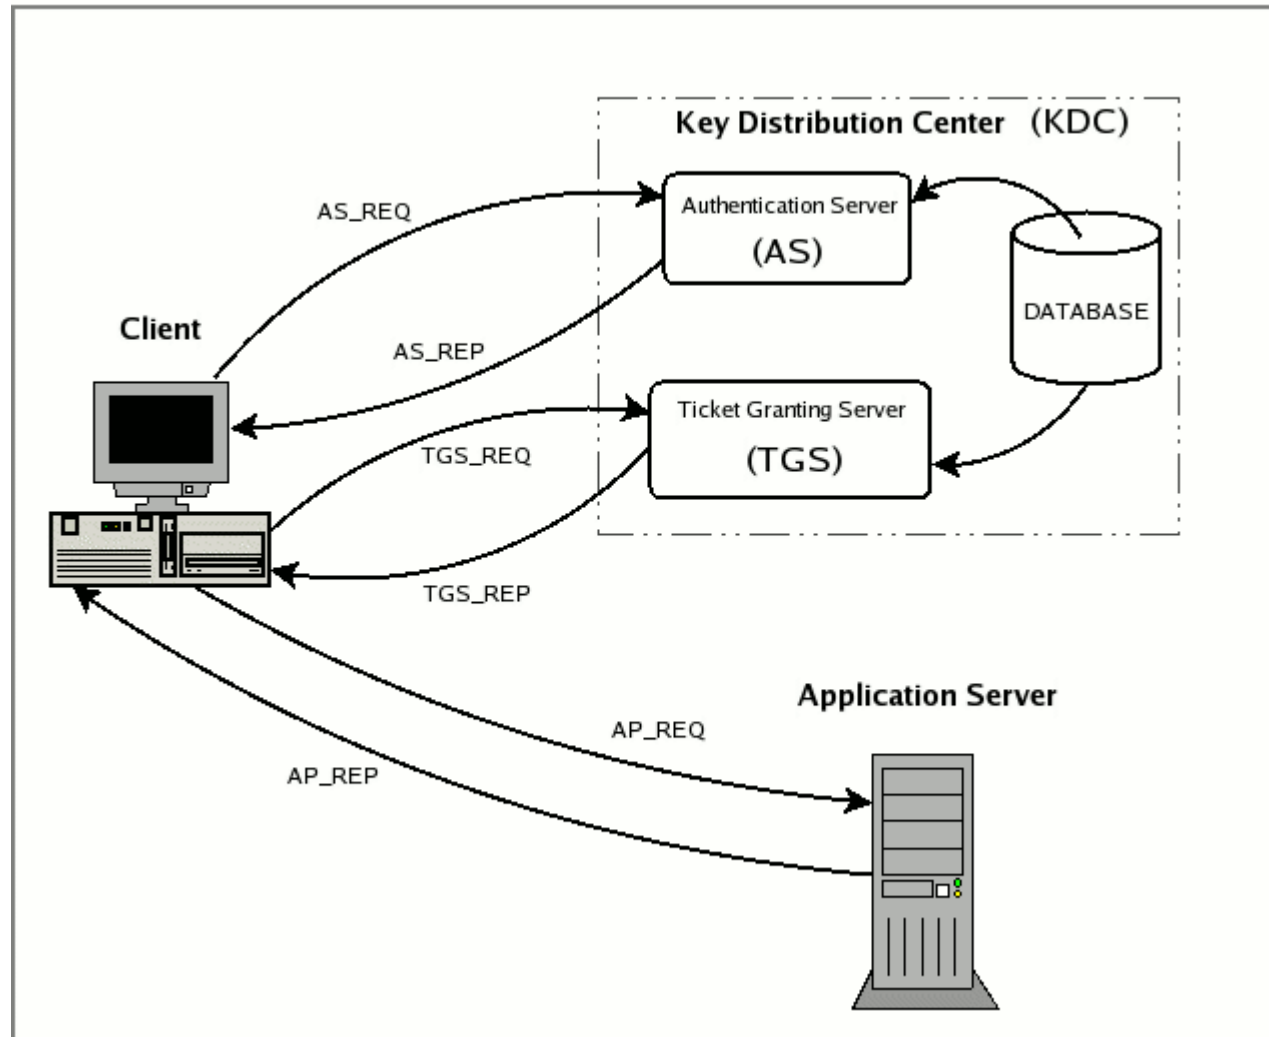 Key Distribution Center (KDC)
Authentication Server
(AS)
AS_REQ
DATABASE
Client
AS_REP
Ticket Granting Server
(TGS)
TGS_REQ
TGS_REP
Application Server
AP_REQ
AP_REP